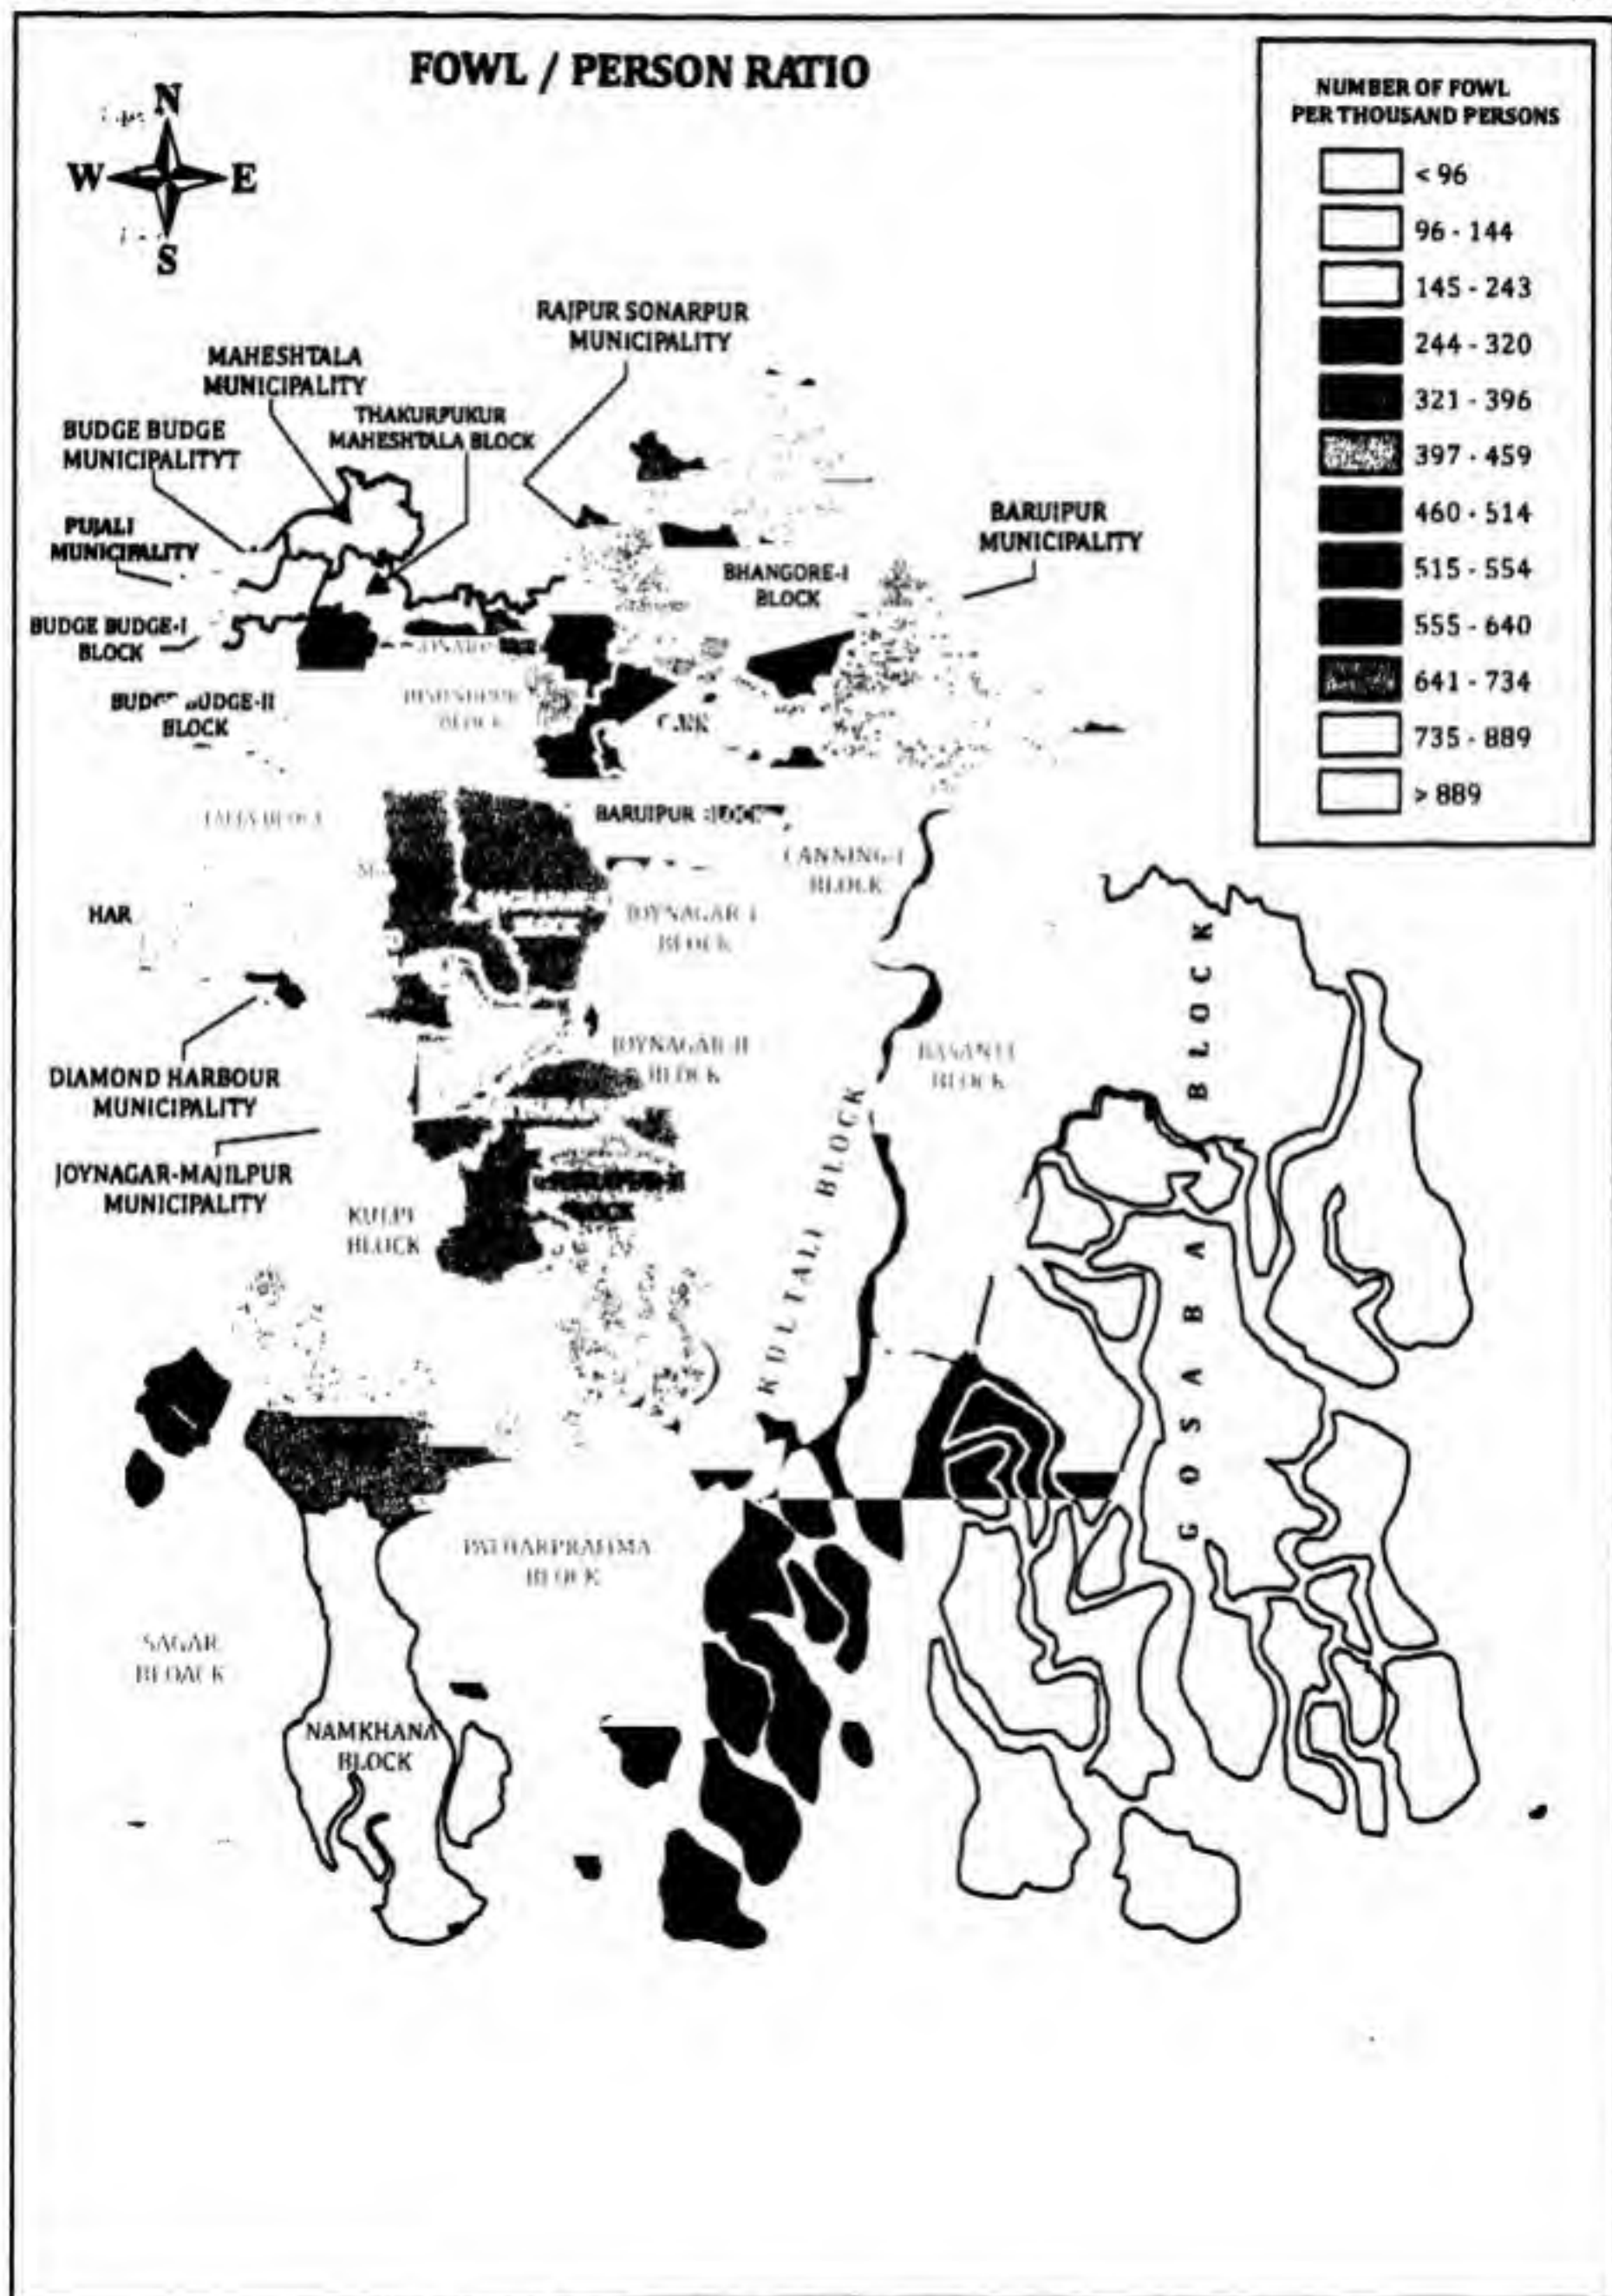 FOWL / PERSON RATIO
N
W
E
S
NUMBER OF FOWL
PER THOUSAND PERSONS
< 96
96 - 144
145 - 243
244 - 320
321 - 396
397 - 459
460 - 514
515 - 554
555 - 640
641 - 734
735 - 889
> 889
RAJPUR SONARPUR
MUNICIPALITY
MAHESHTALA
MUNICIPALITY
THAKURPUKUR
MAHESHTALA BLOCK
BUDGE BUDGE
MUNICIPALITYT
PUJALI
MUNICIPALITY
BARUIPUR
MUNICIPALITY
BHANGORE-I
BLOCK
BUDGE BUDGE-I
BLOCK
BLOCK
BLOCK
BARUIPUR
CANNING-I
BLOCK
HAR
JOYNAGAR-I
BLOCK
JOYNAGAR-II
BLOCK
BASANTI
BLOCK
DIAMOND HARBOUR
MUNICIPALITY
JOYNAGAR-MAJILPUR
MUNICIPALITY
KULPI
BLOCK
KULTALI BLOCK
GOSABA BLOCK
PATHARPRATIMA
BLOCK
SAGAR
BLOACK
NAMKHANA
BLOCK